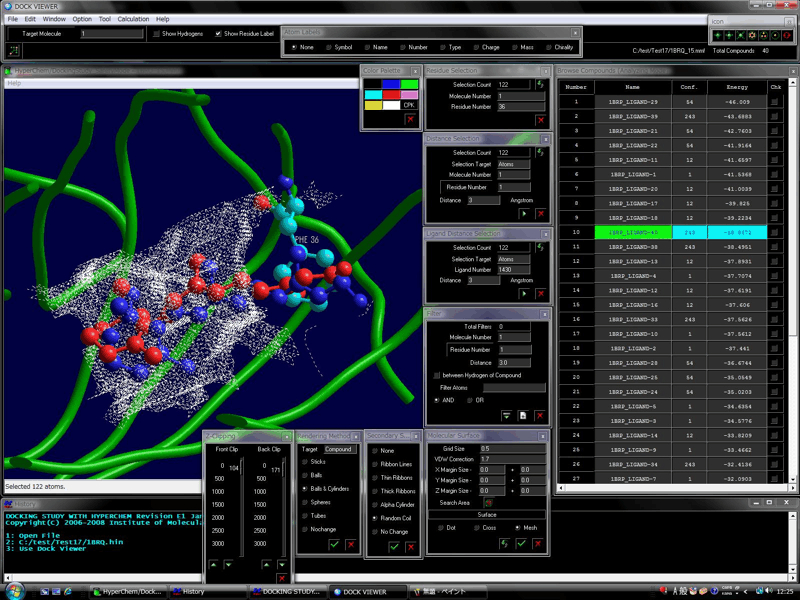 DOCK VIEWER
File Edit Window Option Tool Calculation Help
Target Molecule 1 Show Hydrogens Show Residue Label
Atom Labels
None Symbol Name Number Type Charge Mass Chirality
icon
C:/test/Test17/1BRQ_15.mml Total Compounds 40
HyperChem/Docking
Help
PHE 36
Selected 122 atoms.
Color Palette
CPK
Residue Selection
Selection Count 122
Molecule Number 1
Residue Number 36
Distance Selection
Selection Count 122
Selection Target Atoms
Molecule Number 1
Residue Number 1
Distance 3 Angstrom
Ligand Distance Selection
Selection Count 122
Selection Target Atoms
Ligand Number 1430
Distance 3 Angstrom
Filter
Total Filters 0
Molecule Number 1
Residue Number 1
Distance 3.0
between Hydrogen of Compound
Filter Atoms
AND OR
Browse Compounds
Number Name Conf. Energy Chk
1 1BRP_LIGAND-29 54 -46.009
2 1BRP_LIGAND-39 243 -43.6883
3 1BRP_LIGAND-21 54 -42.7603
4 1BRP_LIGAND-22 54 -41.9164
5 1BRP_LIGAND-11 12 -41.6597
6 1BRP_LIGAND-1 1 -41.5368
7 1BRP_LIGAND-20 12 -41.0039
8 1BRP_LIGAND-17 12 -39.825
9 1BRP_LIGAND-18 12 -39.2234
10 1BRP_LIGAND-40 243 -38.8371
11 1BRP_LIGAND-38 243 -38.4951
12 1BRP_LIGAND-13 12 -37.8931
13 1BRP_LIGAND-4 1 -37.7074
14 1BRP_LIGAND-12 12 -37.6191
15 1BRP_LIGAND-16 12 -37.606
16 1BRP_LIGAND-33 243 -37.5626
17 1BRP_LIGAND-10 1 -37.5612
18 1BRP_LIGAND-2 1 -37.441
19 1BRP_LIGAND-28 54 -36.6744
20 1BRP_LIGAND-25 54 -35.0549
21 1BRP_LIGAND-24 54 -35.0203
22 1BRP_LIGAND-5 1 -34.6354
23 1BRP_LIGAND-3 1 -34.5776
24 1BRP_LIGAND-14 12 -33.8209
25 1BRP_LIGAND-9 1 -33.4662
26 1BRP_LIGAND-34 243 -32.4136
27 1BRP_LIGAND-7 1 -32.0903
Z-Clipping
Front Clip Back Clip
0 104 0 171
500 500
1000 1000
1500 1500
2000 2000
2500 2500
3000 3000
Rendering Method
Target Compound
Sticks
Balls
Balls & Cylinders
Spheres
Tubes
Nochange
Secondary S...
None
Ribbon Lines
Thin Ribbons
Thick Ribbons
Alpha Cylinder
Random Coil
No Change
Molecular Surface
Grid Size 0.5
VDW Correction 1.7
X Margin Size - 0.0 + 0.0
Y Margin Size - 0.0 + 0.0
Z Margin Size - 0.0 + 0.0
Search Area
Surface
Dot Cross Mesh
History
DOCKING STUDY WITH HYPERCHEM Revision E1 Jan
Copyright(C) 2006-2008 Institute of Molecul
1: Open File
2: C:/test/Test17/1BRQ.hin
3: Use Dock Viewer
HyperChem/Dock... History DOCKING STUDY... DOCK VIEWER 無題 - ペイント
A 般
12:25